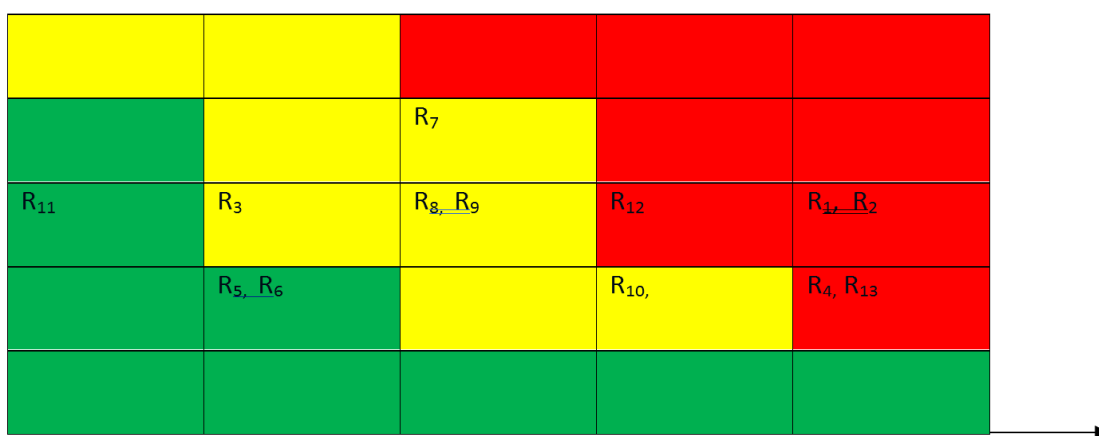 R₇
R₁₁ R₃ R₈, R₉ R₁₂ R₁, R₂
R₅, R₆ R₁₀, R₄, R₁₃